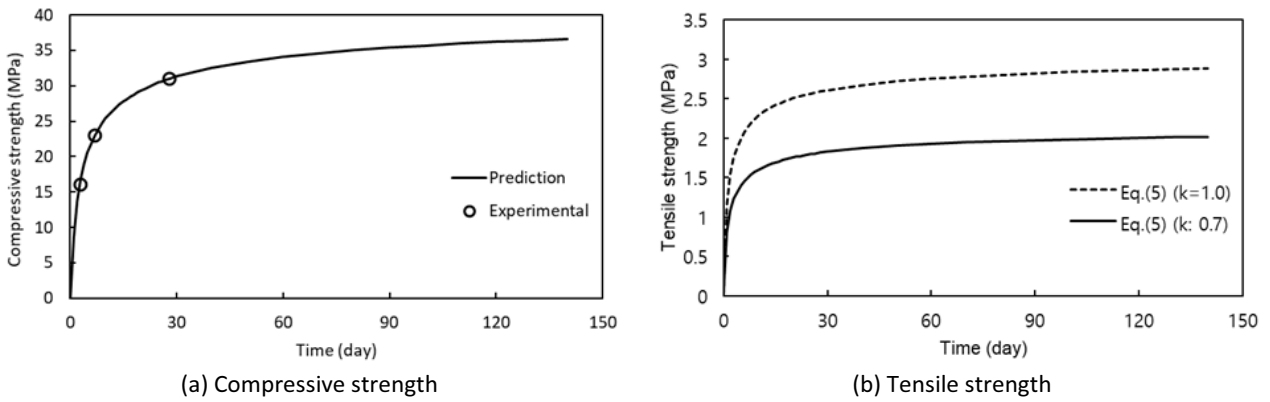 40
35
30
25
20
15
10
5
0
Compressive strength (MPa)
Prediction
Experimental
0 30 60 90 120 150
Time (day)
(a) Compressive strength
3.5
3
2.5
2
1.5
1
0.5
0
Tensile strength (MPa)
Eq.(5) (k=1.0)
Eq.(5) (k: 0.7)
0 30 60 90 120 150
Time (day)
(b) Tensile strength